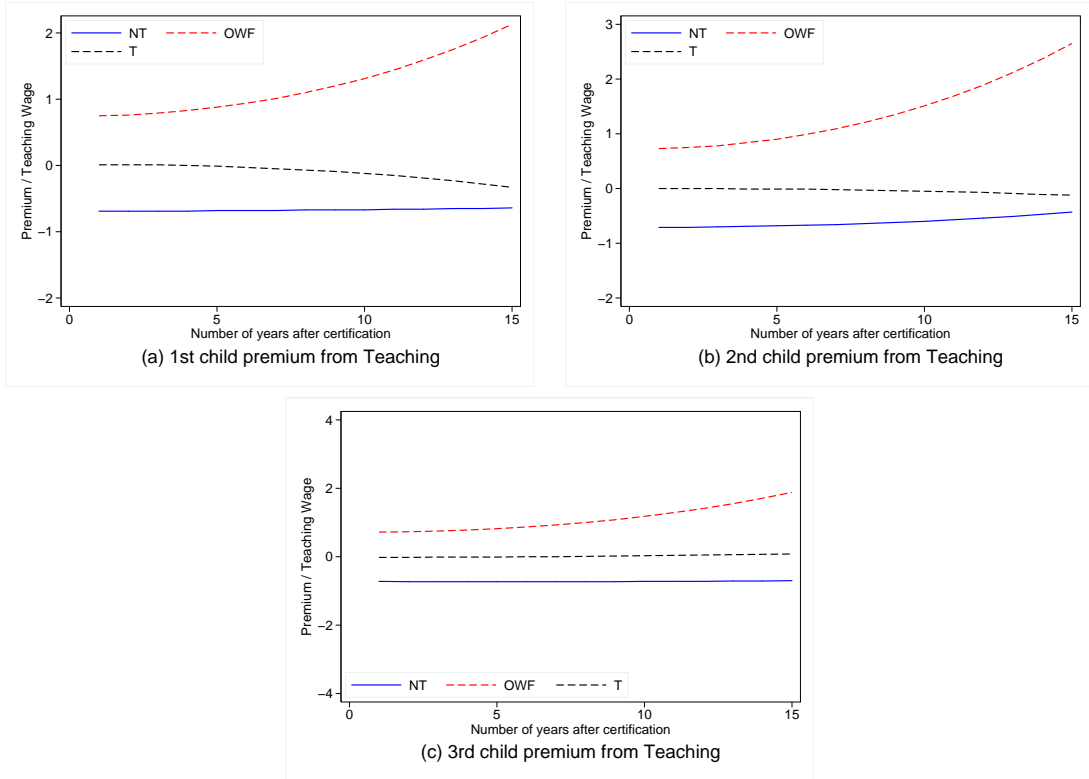 NT OWF
T
2
1
0
−1
−2
Premium / Teaching Wage
0 5 10 15
Number of years after certification
(a) 1st child premium from Teaching
NT OWF
T
3
2
1
0
−1
−2
Premium / Teaching Wage
0 5 10 15
Number of years after certification
(b) 2nd child premium from Teaching
4
2
0
−2
−4
Premium / Teaching Wage
NT OWF T
0 5 10 15
Number of years after certification
(c) 3rd child premium from Teaching